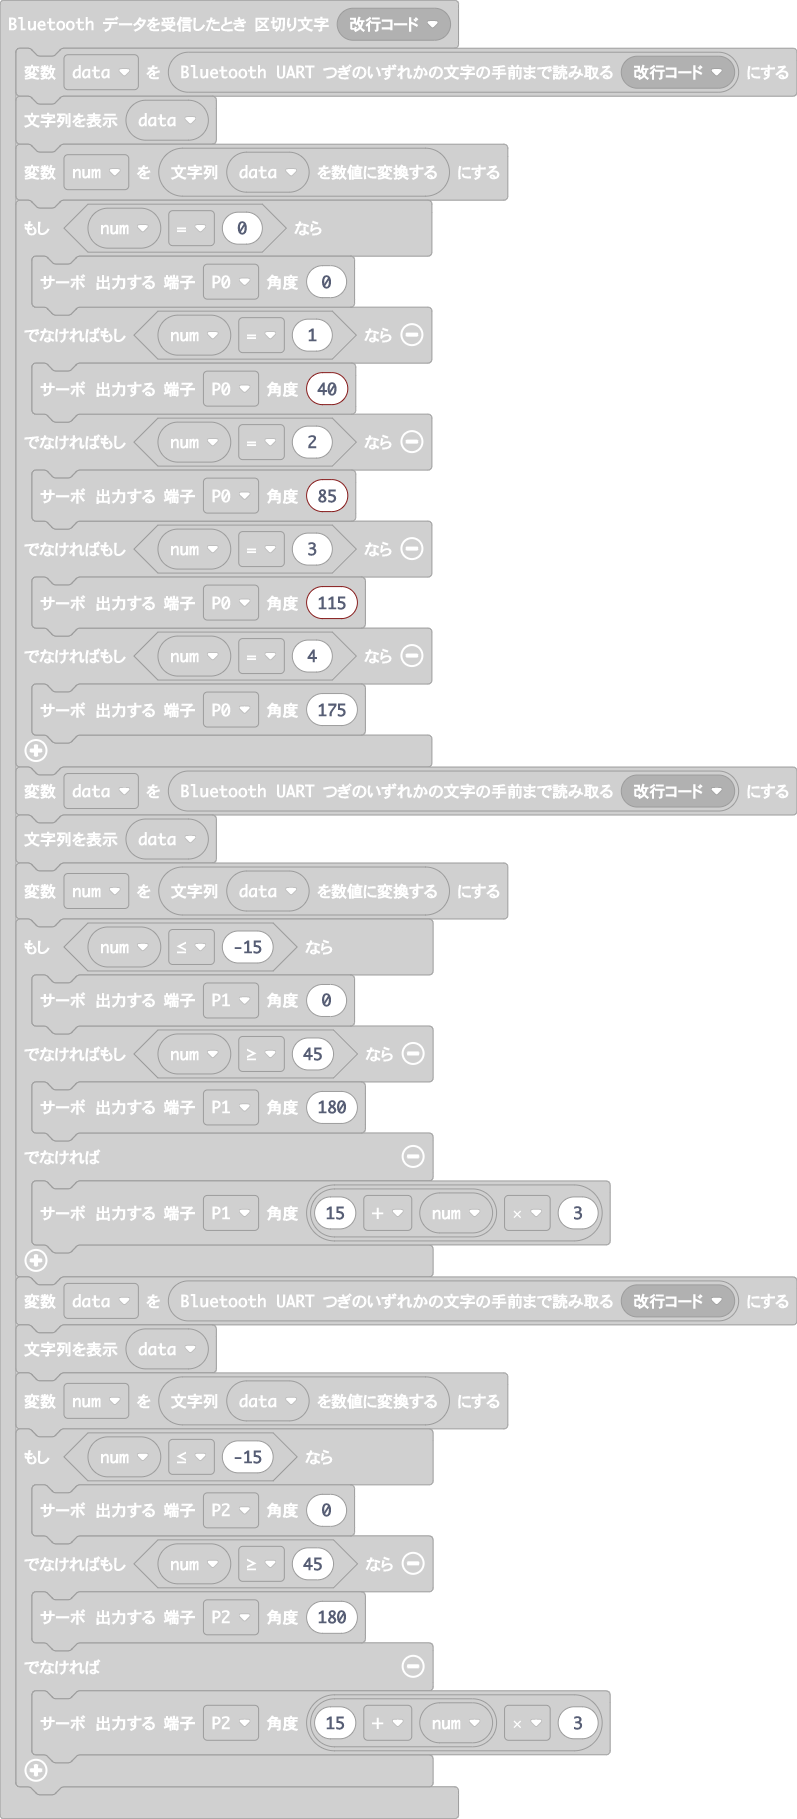 Bluetooth データを受信したとき 区切り文字 改行コード
変数 data を Bluetooth UART つぎのいずれかの文字の手前まで読み取る 改行コード にする
文字列を表示 data
変数 num を 文字列 data を数値に変換する にする
もし num = 0 なら
サーボ 出力する 端子 P0 角度 0
でなければもし num = 1 なら
サーボ 出力する 端子 P0 角度 40
でなければもし num = 2 なら
サーボ 出力する 端子 P0 角度 85
でなければもし num = 3 なら
サーボ 出力する 端子 P0 角度 115
でなければもし num = 4 なら
サーボ 出力する 端子 P0 角度 175
変数 data を Bluetooth UART つぎのいずれかの文字の手前まで読み取る 改行コード にする
文字列を表示 data
変数 num を 文字列 data を数値に変換する にする
もし num ≤ -15 なら
サーボ 出力する 端子 P1 角度 0
でなければもし num ≥ 45 なら
サーボ 出力する 端子 P1 角度 180
でなければ
サーボ 出力する 端子 P1 角度 15 + num × 3
変数 data を Bluetooth UART つぎのいずれかの文字の手前まで読み取る 改行コード にする
文字列を表示 data
変数 num を 文字列 data を数値に変換する にする
もし num ≤ -15 なら
サーボ 出力する 端子 P2 角度 0
でなければもし num ≥ 45 なら
サーボ 出力する 端子 P2 角度 180
でなければ
サーボ 出力する 端子 P2 角度 15 + num × 3